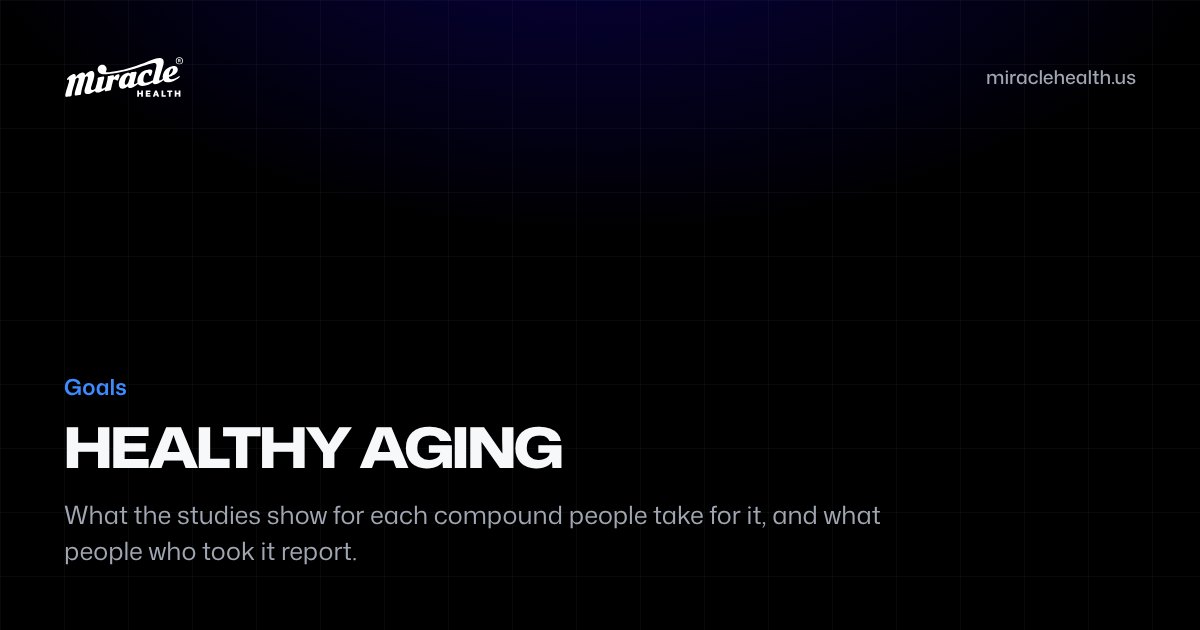 miracle®
HEALTH
miraclehealth.us
Goals
HEALTHY AGING
What the studies show for each compound people take for it, and what
people who took it report.